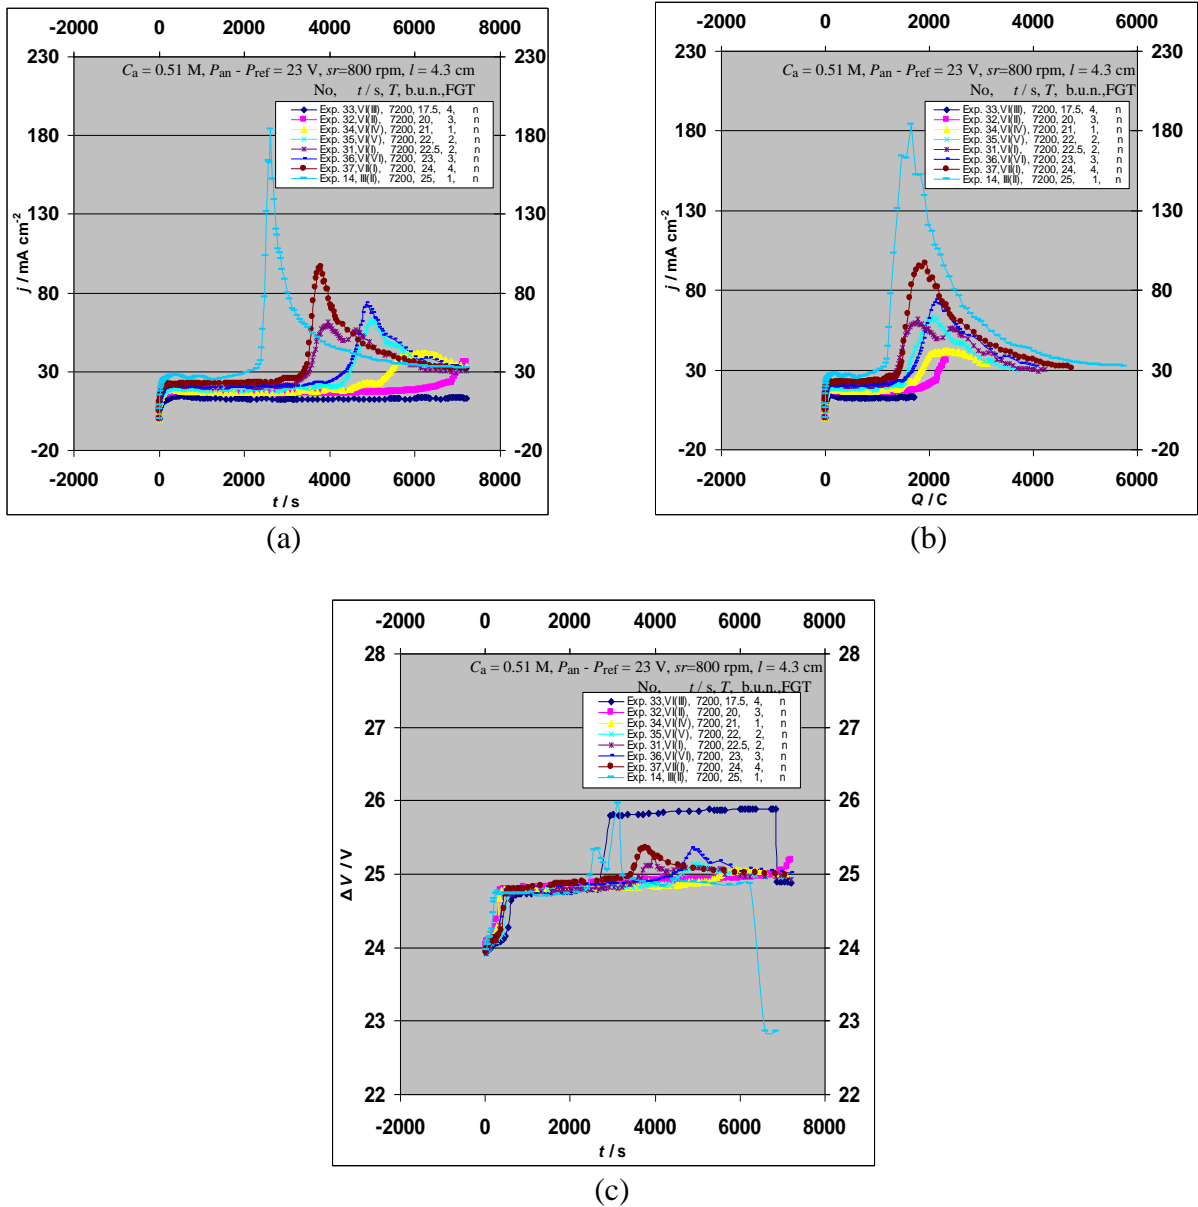 -2000 0 2000 4000 6000 8000
230 230
C a = 0.51 M, P an - P ref = 23 V, sr=800 rpm, l = 4.3 cm
No, t / s, T, b.u.n.,FGT
Exp. 33,VI(III), 7200, 17.5, 4, n
Exp. 32,VI(II), 7200, 20, 3, n
Exp. 34,VI(IV), 7200, 21, 1, n
Exp. 35,VI(V), 7200, 22, 2, n
Exp. 31,VI(I), 7200, 22.5, 2, n
Exp. 36,VI(VI), 7200, 23, 3, n
Exp. 37,VII(I), 7200, 24, 4, n
Exp. 14, III(II), 7200, 25, 1, n
180 180
130 130
80 80
30 30
-20 -20
j / mA cm-2
-2000 0 2000 4000 6000 8000
t / s
(a)
-2000 0 2000 4000 6000
230 230
C a = 0.51 M, P an - P ref = 23 V, sr=800 rpm, l = 4.3 cm
No, t / s, T, b.u.n.,FGT
Exp. 33,VI(III), 7200, 17.5, 4, n
Exp. 32,VI(II), 7200, 20, 3, n
Exp. 34,VI(IV), 7200, 21, 1, n
Exp. 35,VI(V), 7200, 22, 2, n
Exp. 31,VI(I), 7200, 22.5, 2, n
Exp. 36,VI(VI), 7200, 23, 3, n
Exp. 37,VII(I), 7200, 24, 4, n
Exp. 14, III(II), 7200, 25, 1, n
180 180
130 130
80 80
30 30
-20 -20
j / mA cm-2
-2000 0 2000 4000 6000
Q / C
(b)
-2000 0 2000 4000 6000 8000
28 28
C a = 0.51 M, P an - P ref = 23 V, sr=800 rpm, l = 4.3 cm
No, t / s, T, b.u.n.,FGT
Exp. 33,VI(III), 7200, 17.5, 4, n
Exp. 32,VI(II), 7200, 20, 3, n
Exp. 34,VI(IV), 7200, 21, 1, n
Exp. 35,VI(V), 7200, 22, 2, n
Exp. 31,VI(I), 7200, 22.5, 2, n
Exp. 36,VI(VI), 7200, 23, 3, n
Exp. 37,VII(I), 7200, 24, 4, n
Exp. 14, III(II), 7200, 25, 1, n
27 27
26 26
25 25
24 24
23 23
22 22
ΔV / V
-2000 0 2000 4000 6000 8000
t / s
(c)